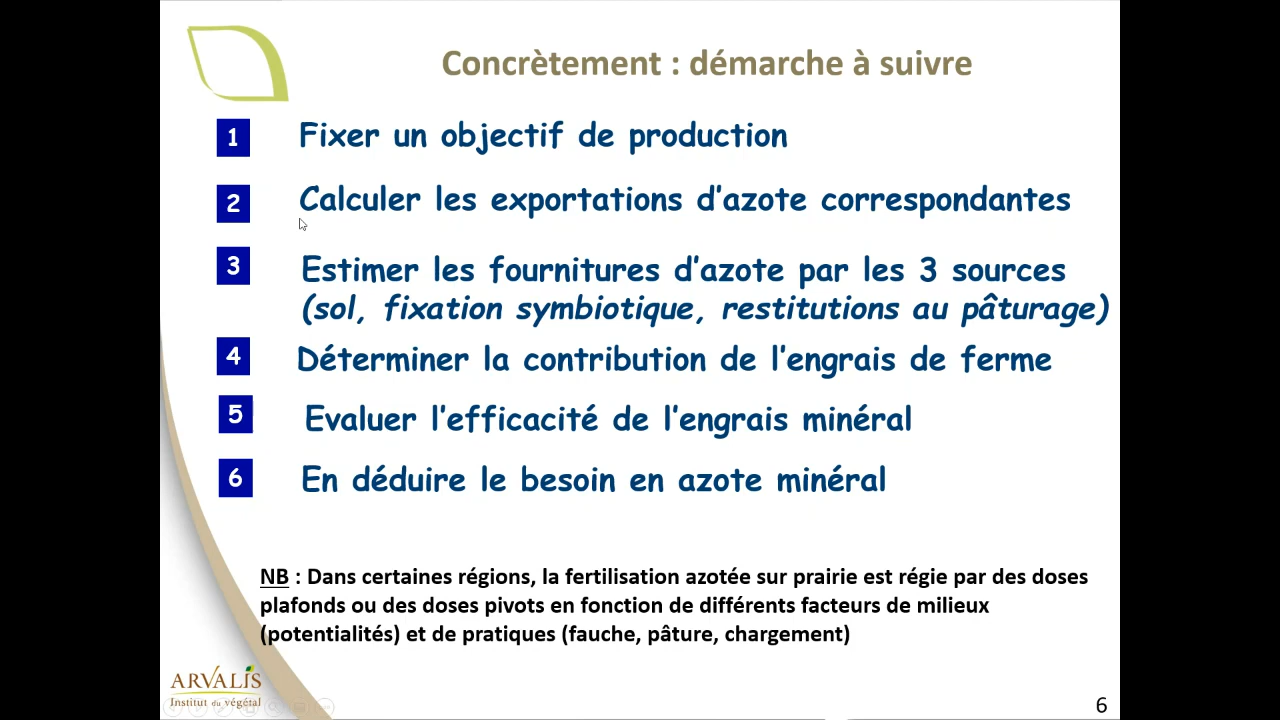 Concrètement : démarche à suivre
1 Fixer un objectif de production
2 Calculer les exportations d'azote correspondantes
3 Estimer les fournitures d'azote par les 3 sources
(sol, fixation symbiotique, restitutions au pâturage)
4 Déterminer la contribution de l'engrais de ferme
5 Evaluer l'efficacité de l'engrais minéral
6 En déduire le besoin en azote minéral
NB : Dans certaines régions, la fertilisation azotée sur prairie est régie par des doses
plafonds ou des doses pivots en fonction de différents facteurs de milieux
(potentialités) et de pratiques (fauche, pâture, chargement)
ARVALIS
Institut du végétal
6